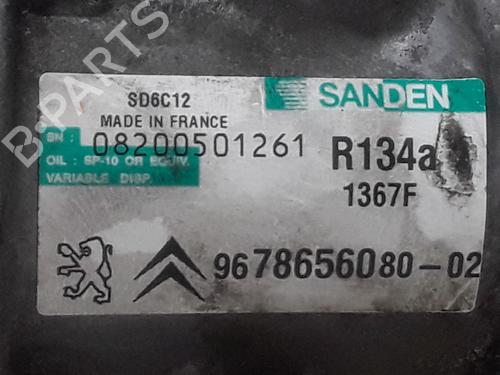 B-PARTS
SD6C12
MADE IN FRANCE
SANDEN
SN: 08200501261
OIL: SP-10 OR EQUIV.
VARIABLE DISP.
R134a
1367F
9678656080-02